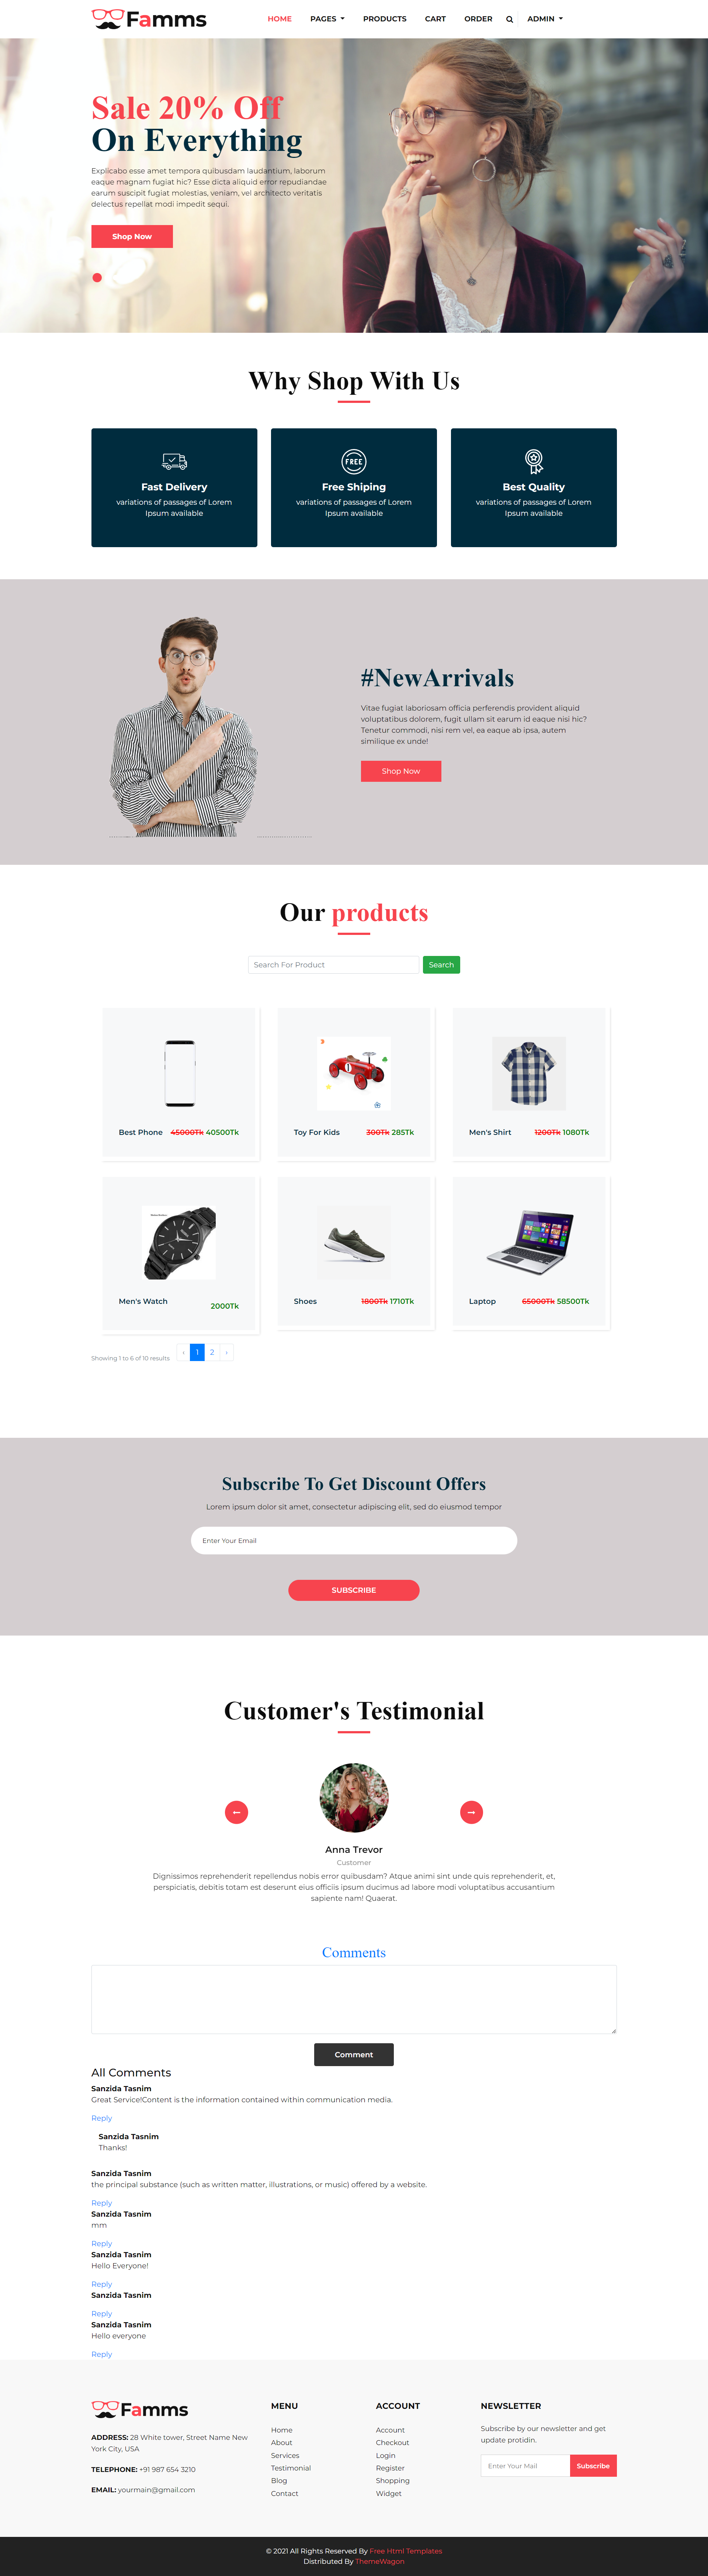 Famms
HOME PAGES PRODUCTS CART ORDER ADMIN
Sale 20% Off
On Everything
Explicabo esse amet tempora quibusdam laudantium, laborum
eaque magnam fugiat hic? Esse dicta aliquid error repudiandae
earum suscipit fugiat molestias, veniam, vel architecto veritatis
delectus repellat modi impedit sequi.
Shop Now
Why Shop With Us
Fast Delivery
variations of passages of Lorem
Ipsum available
FREE
Free Shiping
variations of passages of Lorem
Ipsum available
Best Quality
variations of passages of Lorem
Ipsum available
#NewArrivals
Vitae fugiat laboriosam officia perferendis provident aliquid
voluptatibus dolorem, fugit ullam sit earum id eaque nisi hic?
Tenetur commodi, nisi rem vel, ea eaque ab ipsa, autem
similique ex unde!
Shop Now
Our products
Search For Product
Search
Best Phone 45000Tk 40500Tk
1
Toy For Kids 300Tk 285Tk
Men's Shirt 1200Tk 1080Tk
Men's Watch
2000Tk
Shoes 1800Tk 1710Tk
Laptop 65000Tk 58500Tk
Showing 1 to 6 of 10 results ‹ 1 2 ›
Subscribe To Get Discount Offers
Lorem ipsum dolor sit amet, consectetur adipiscing elit, sed do eiusmod tempor
Enter Your Email
SUBSCRIBE
Customer's Testimonial
Anna Trevor
Customer
Dignissimos reprehenderit repellendus nobis error quibusdam? Atque animi sint unde quis reprehenderit, et,
perspiciatis, debitis totam est deserunt eius officiis ipsum ducimus ad labore modi voluptatibus accusantium
sapiente nam! Quaerat.
Comments
Comment
All Comments
Sanzida Tasnim
Great Service!Content is the information contained within communication media.
Reply
Sanzida Tasnim
Thanks!
Sanzida Tasnim
the principal substance (such as written matter, illustrations, or music) offered by a website.
Reply
Sanzida Tasnim
mm
Reply
Sanzida Tasnim
Hello Everyone!
Reply
Sanzida Tasnim
Reply
Sanzida Tasnim
Hello everyone
Reply
Famms
ADDRESS: 28 White tower, Street Name New
York City, USA
TELEPHONE: +91 987 654 3210
EMAIL: yourmain@gmail.com
MENU
Home
About
Services
Testimonial
Blog
Contact
ACCOUNT
Account
Checkout
Login
Register
Shopping
Widget
NEWSLETTER
Subscribe by our newsletter and get
update protidin.
Enter Your Mail
Subscribe
© 2021 All Rights Reserved By Free Html Templates
Distributed By ThemeWagon